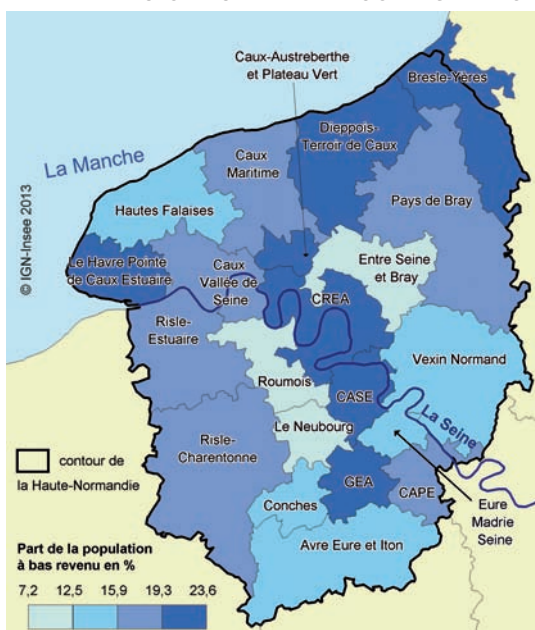 Caux-Austreberthe
et Plateau Vert
Bresle-Yères
Dieppois-
Terroir de Caux
La Manche
Caux
Maritime
Pays de Bray
Hautes Falaises
© IGN-Insee 2013
Le Havre Pointe
de Caux Estuaire
Caux
Vallée de
Seine
Entre Seine
et Bray
CREA
Risle-
Estuaire
Vexin Normand
Roumois
CASE
La Seine
Le Neubourg
Risle-
Charentonne
contour de
la Haute-Normandie
GEA
CAPE
Conches
Eure
Madrie
Seine
Avre Eure et Iton
Part de la population
à bas revenu en %
7,2 12,5 15,9 19,3 23,6